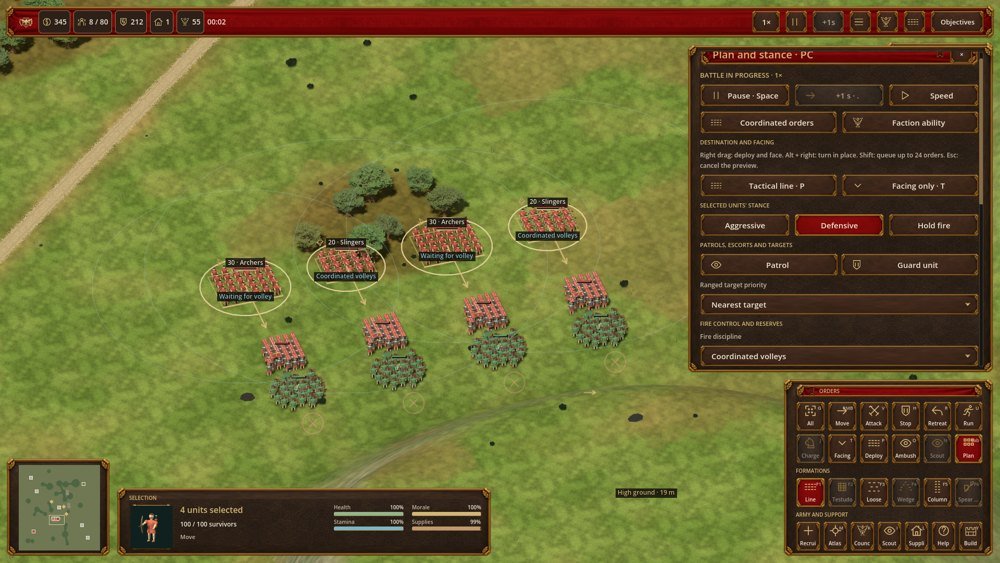 345
8 / 80
212
1
55
00:02
1×
+1s
Objectives
Plan and stance · PC
×
BATTLE IN PROGRESS · 1×
Pause · Space
+1 s · .
Speed
Coordinated orders
Faction ability
DESTINATION AND FACING
Right drag: deploy and face. Alt + right: turn in place. Shift: queue up to 24 orders. Esc:
cancel the preview.
Tactical line · P
Facing only · T
SELECTED UNITS' STANCE
Aggressive
Defensive
Hold fire
PATROLS, ESCORTS AND TARGETS
Patrol
Guard unit
Ranged target priority
Nearest target
FIRE CONTROL AND RESERVES
Fire discipline
Coordinated volleys
20 · Slingers
Coordinated volleys
30 · Archers
Waiting for volley
20 · Slingers
Coordinated volleys
30 · Archers
Waiting for volley
High ground · 19 m
ORDERS
All
Move
Attack
Stop
Retreat
Run
Charge
Facing
Deploy
Ambush
Scout
Plan
FORMATIONS
Line
Testudo
Loose
Wedge
Column
Spear ...
ARMY AND SUPPORT
Recrui
Atlas
Counc
Scout
Suppli
Help
Build
SELECTION
4 units selected
100 / 100 survivors
Move
Health 100%
Morale 100%
Stamina 100%
Supplies 99%